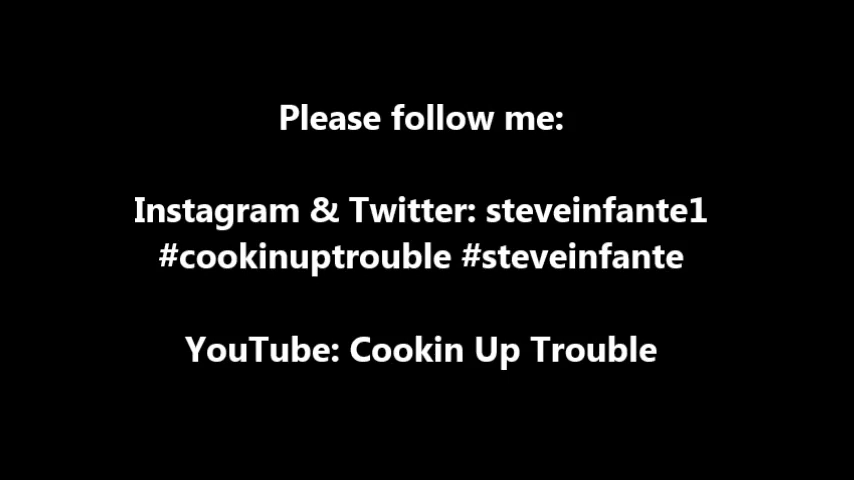 Please follow me:
Instagram & Twitter: steveinfante1
#cookinuptrouble #steveinfante
YouTube: Cookin Up Trouble